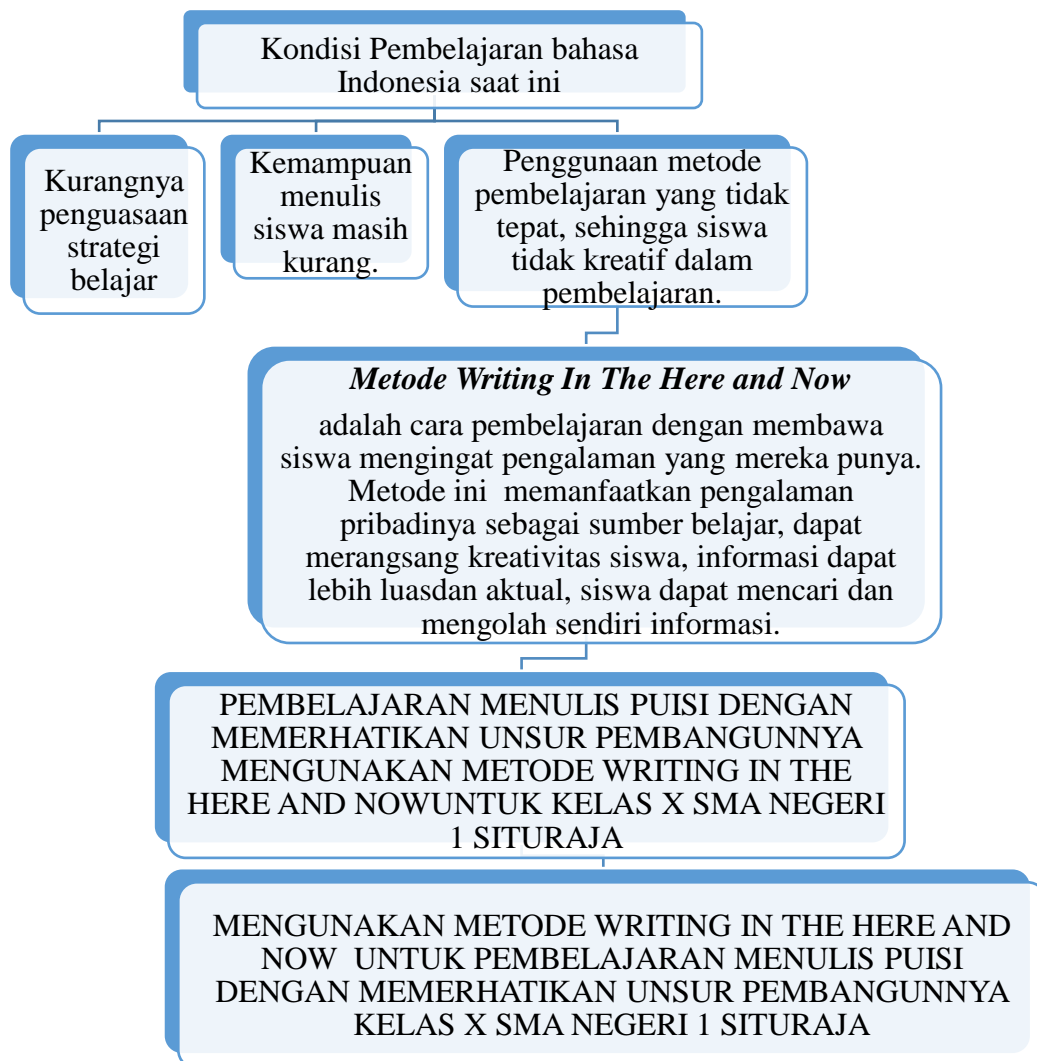 Kondisi Pembelajaran bahasa
Indonesia saat ini
Kurangnya
penguasaan
strategi
belajar
Kemampuan
menulis
siswa masih
kurang.
Penggunaan metode
pembelajaran yang tidak
tepat, sehingga siswa
tidak kreatif dalam
pembelajaran.
Metode Writing In The Here and Now
adalah cara pembelajaran dengan membawa
siswa mengingat pengalaman yang mereka punya.
Metode ini memanfaatkan pengalaman
pribadinya sebagai sumber belajar, dapat
merangsang kreativitas siswa, informasi dapat
lebih luasdan aktual, siswa dapat mencari dan
mengolah sendiri informasi.
PEMBELAJARAN MENULIS PUISI DENGAN
MEMERHATIKAN UNSUR PEMBANGUNNYA
MENGUNAKAN METODE WRITING IN THE
HERE AND NOWUNTUK KELAS X SMA NEGERI
1 SITURAJA
MENGUNAKAN METODE WRITING IN THE HERE AND
NOW UNTUK PEMBELAJARAN MENULIS PUISI
DENGAN MEMERHATIKAN UNSUR PEMBANGUNNYA
KELAS X SMA NEGERI 1 SITURAJA